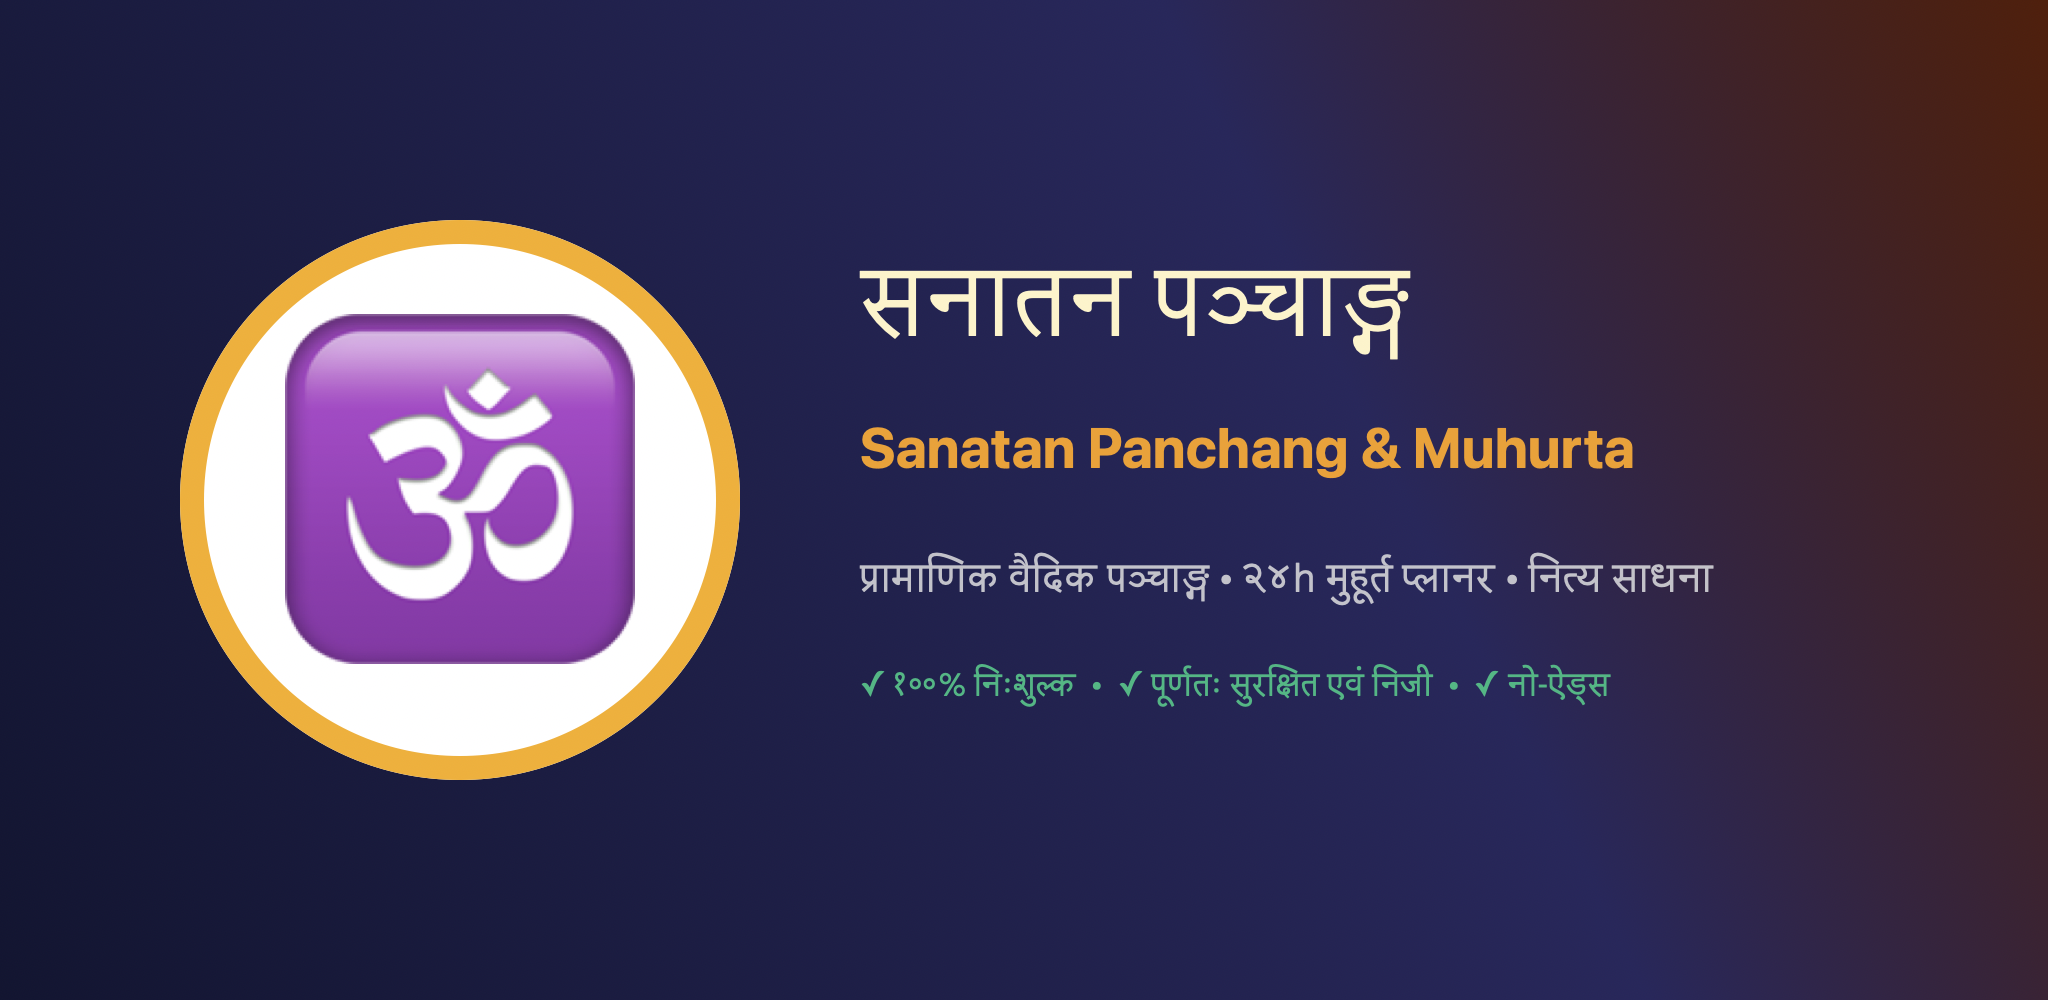 ॐ
सनातन पञ्चाङ्ग
Sanatan Panchang & Muhurta
प्रामाणिक वैदिक पञ्चाङ्ग • २४h मुहूर्त प्लानर • नित्य साधना
✓ १००% निःशुल्क • ✓ पूर्णतः सुरक्षित एवं निजी • ✓ नो-ऐड्स